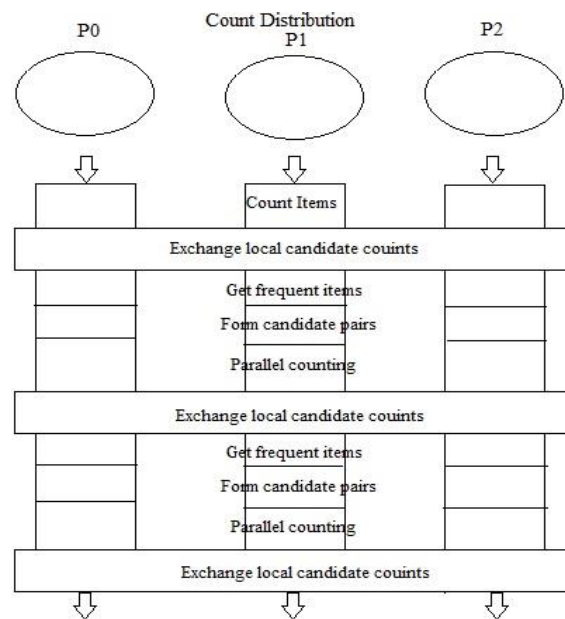 Count Distribution
P0
P1
P2
Count Items
Exchange local candidate couints
Get frequent items
Form candidate pairs
Parallel counting
Exchange local candidate couints
Get frequent items
Form candidate pairs
Parallel counting
Exchange local candidate couints